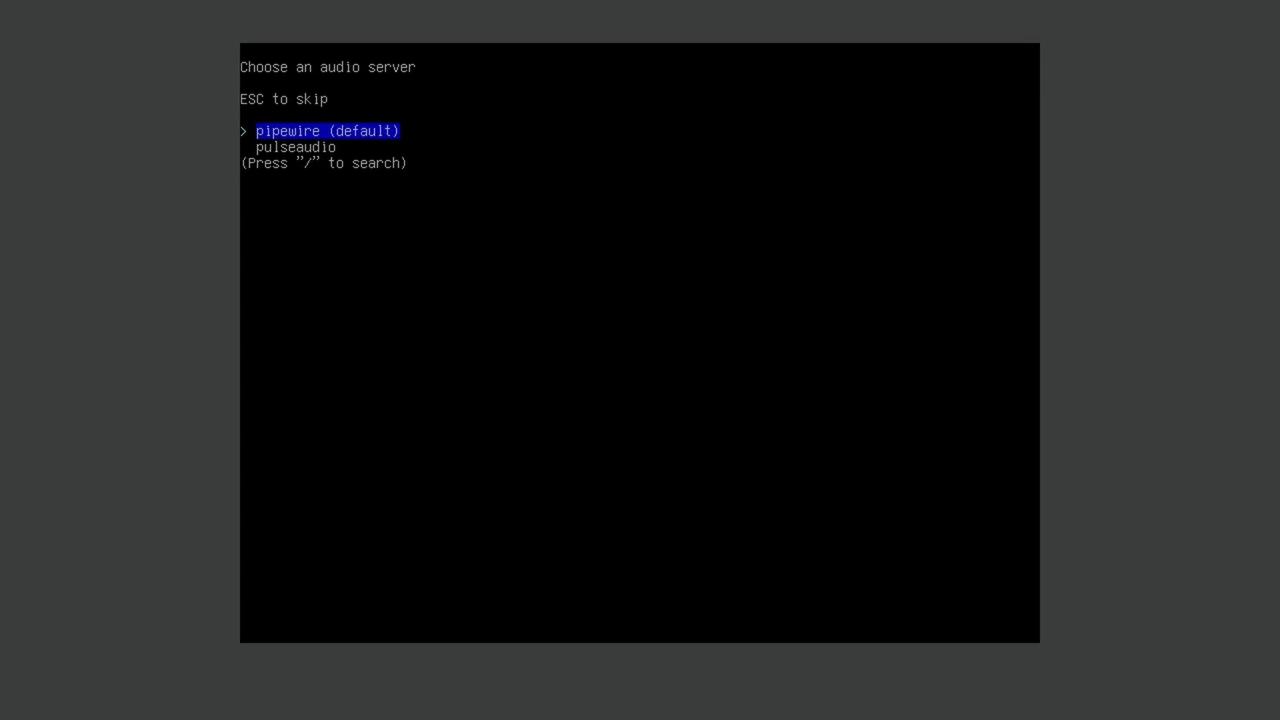 Choose an audio server
ESC to skip
> pipewire (default)
pulseaudio
(Press "/" to search)